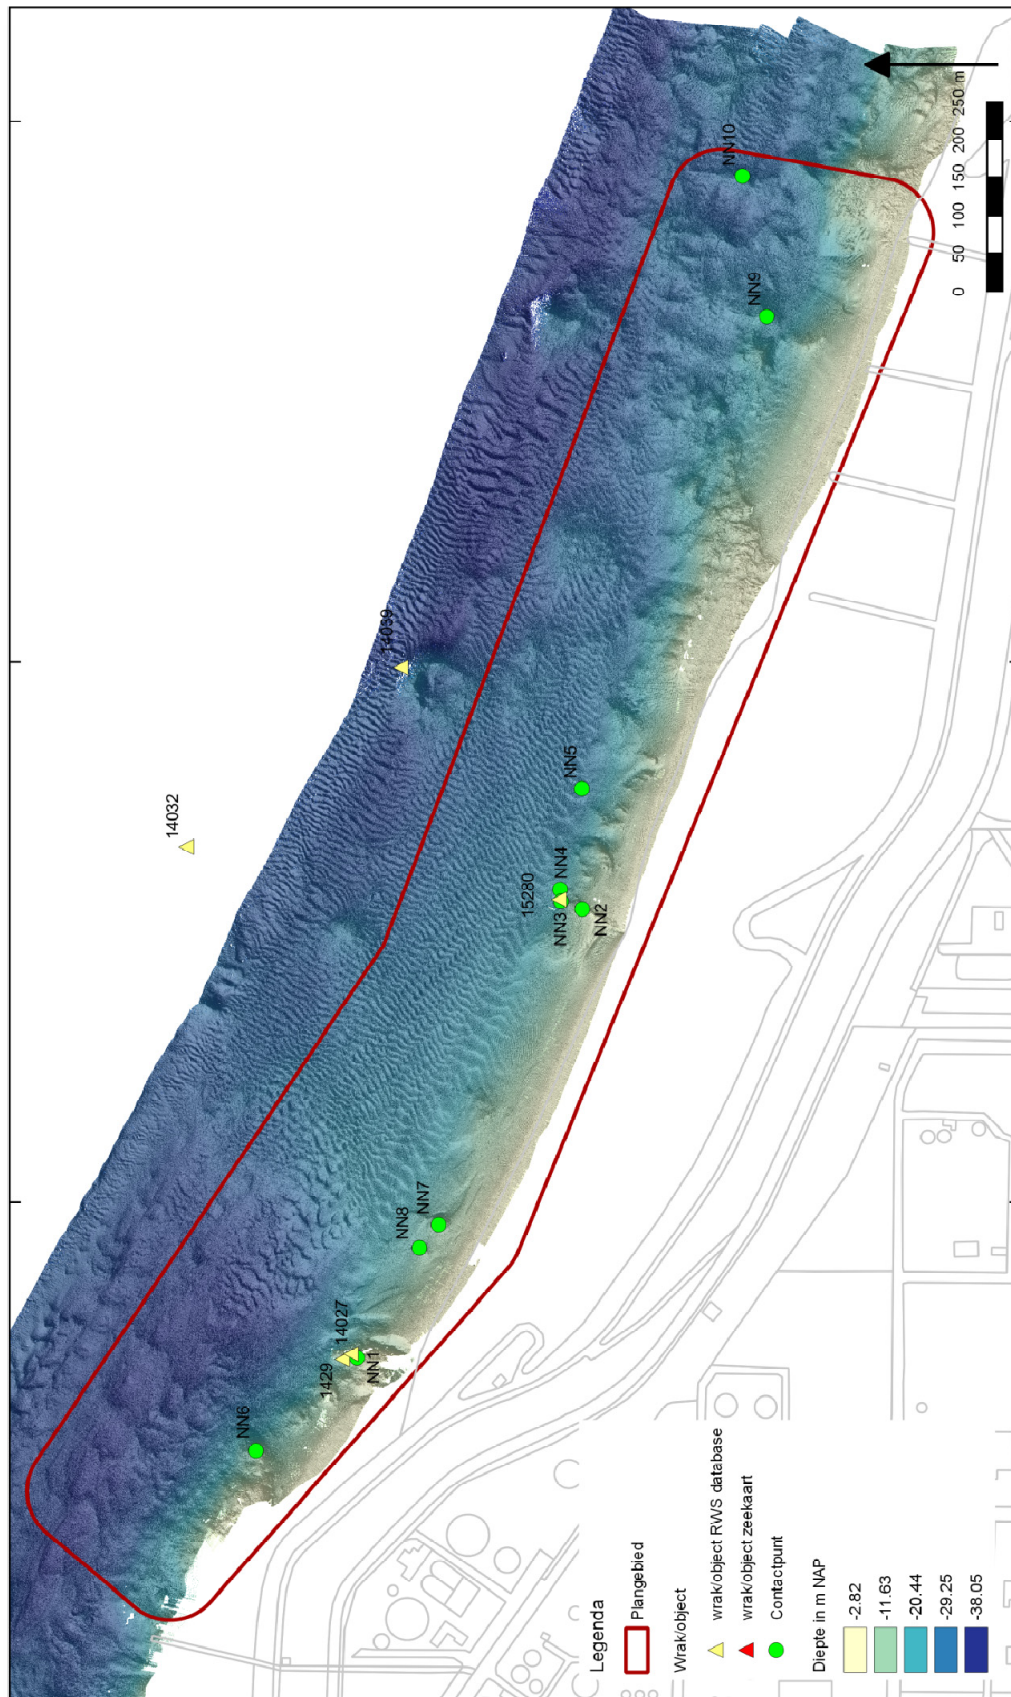 NN10
NN9
14059
14032
NN5
NN4
15280
NN3
NN2
NN7
NN8
14027
1429
NN1
NN6
0 50 100 150 200 250 m
Legenda
Plangebied
Wrak/object
wrak/object RWS database
wrak/object zeekaart
Contactpunt
Diepte in m NAP
-2.82
-11.63
-20.44
-29.25
-38.05